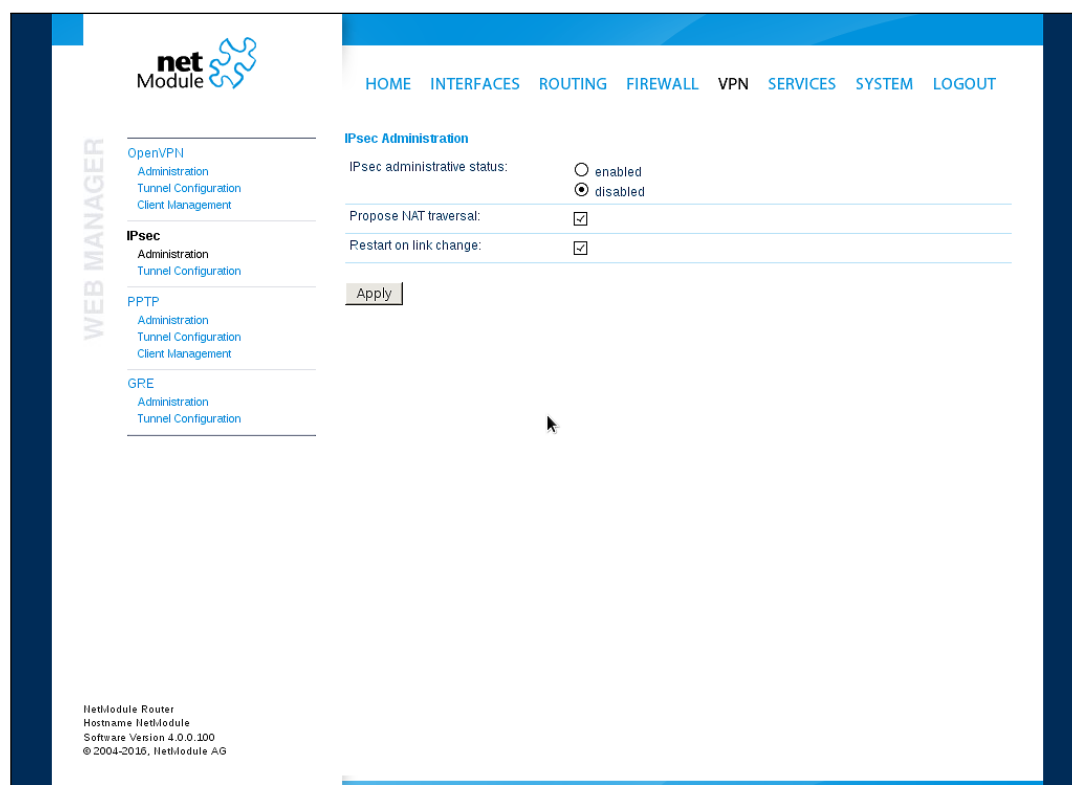 net
Module
HOME INTERFACES ROUTING FIREWALL VPN SERVICES SYSTEM LOGOUT
WEB MANAGER
OpenVPN
Administration
Tunnel Configuration
Client Management
IPsec
Administration
Tunnel Configuration
PPTP
Administration
Tunnel Configuration
Client Management
GRE
Administration
Tunnel Configuration
IPsec Administration
IPsec administrative status:
enabled
disabled
Propose NAT traversal:
Restart on link change:
Apply
NetModule Router
Hostname NetModule
Software Version 4.0.0.100
© 2004-2016, NetModule AG